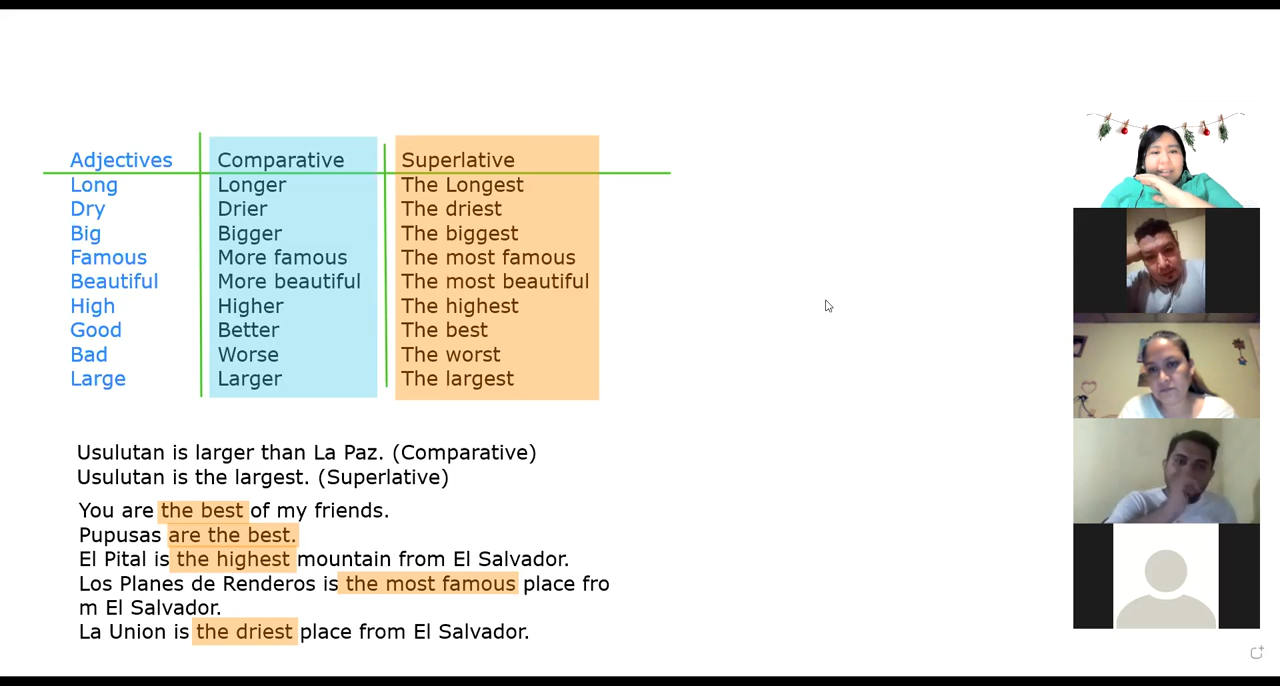 Adjectives Comparative Superlative
Long Longer The Longest
Dry Drier The driest
Big Bigger The biggest
Famous More famous The most famous
Beautiful More beautiful The most beautiful
High Higher The highest
Good Better The best
Bad Worse The worst
Large Larger The largest
Usulutan is larger than La Paz. (Comparative)
Usulutan is the largest. (Superlative)
You are the best of my friends.
Pupusas are the best.
El Pital is the highest mountain from El Salvador.
Los Planes de Renderos is the most famous place fro
m El Salvador.
La Union is the driest place from El Salvador.